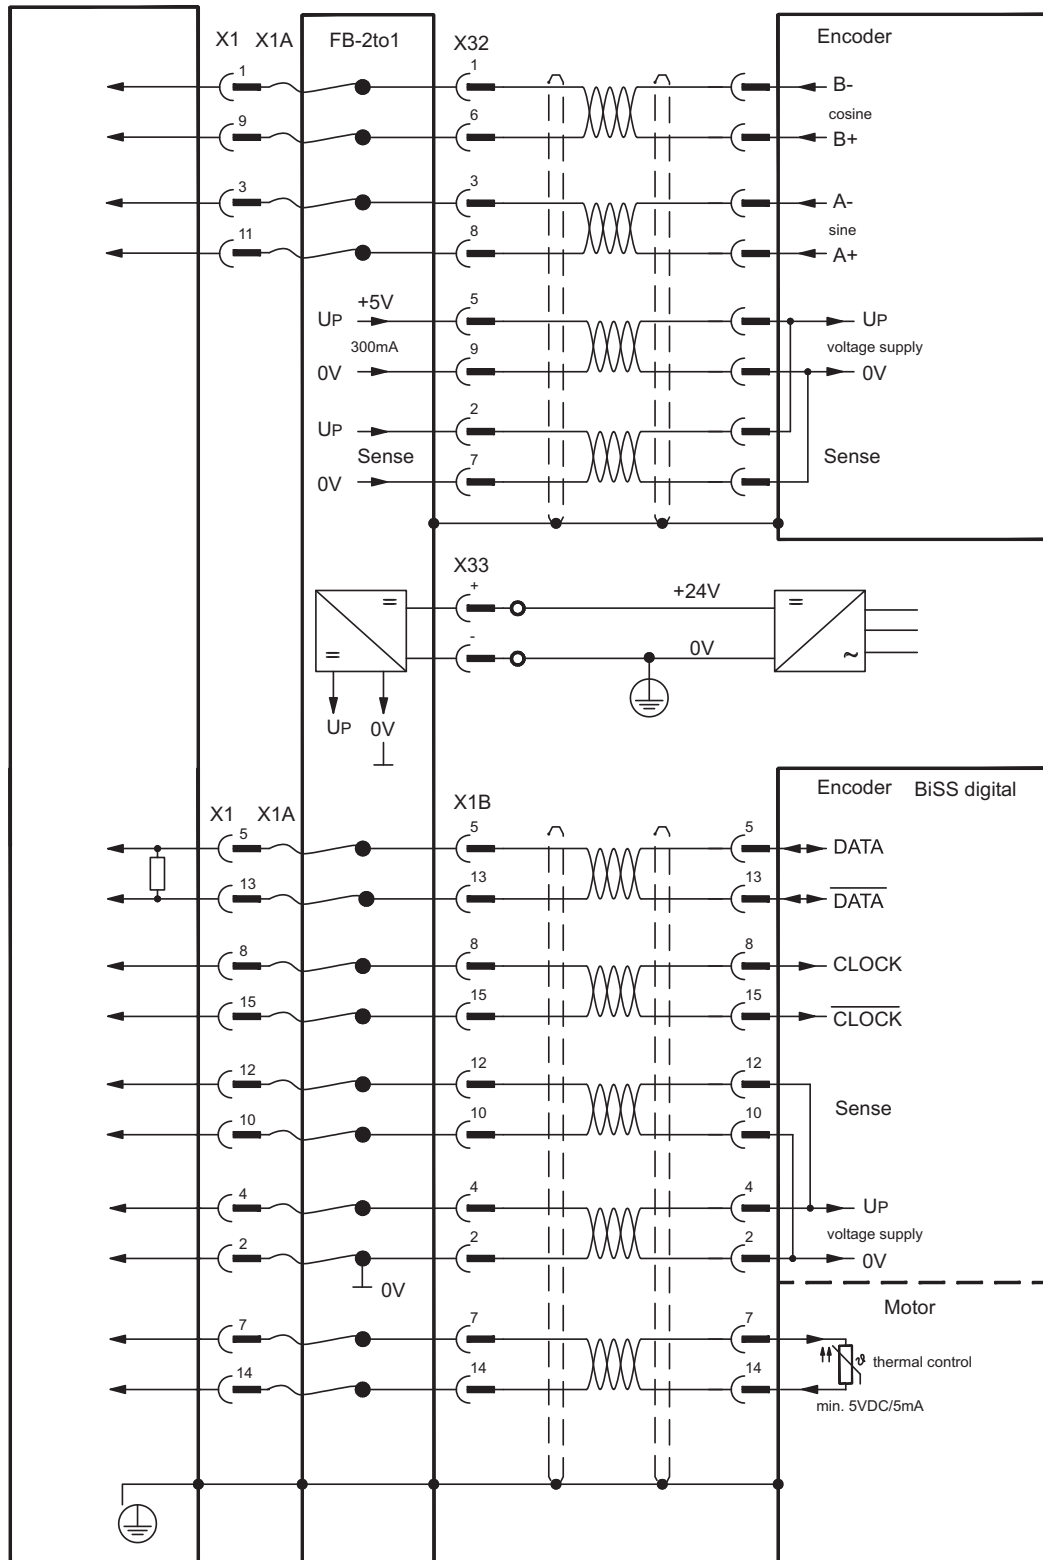 X1 X1A FB-2to1 X32 Encoder
1 1 B-
cosine
9 6 B+
3 3 A-
sine
11 8 A+
UP +5V 5 UP
300mA voltage supply
0V 9 0V
UP 2
Sense Sense
0V 7
X33
+ +24V =
=
- 0V ~
=
UP 0V
Encoder BiSS digital
X1 X1A X1B
5 5 5 DATA
13 13 13 DATA
8 8 8 CLOCK
15 15 15 CLOCK
12 12 12
Sense
10 10 10
4 4 4 UP
voltage supply
2 2 2 0V
0V
Motor
7 7 7
ϑ thermal control
14 14 14
min. 5VDC/5mA